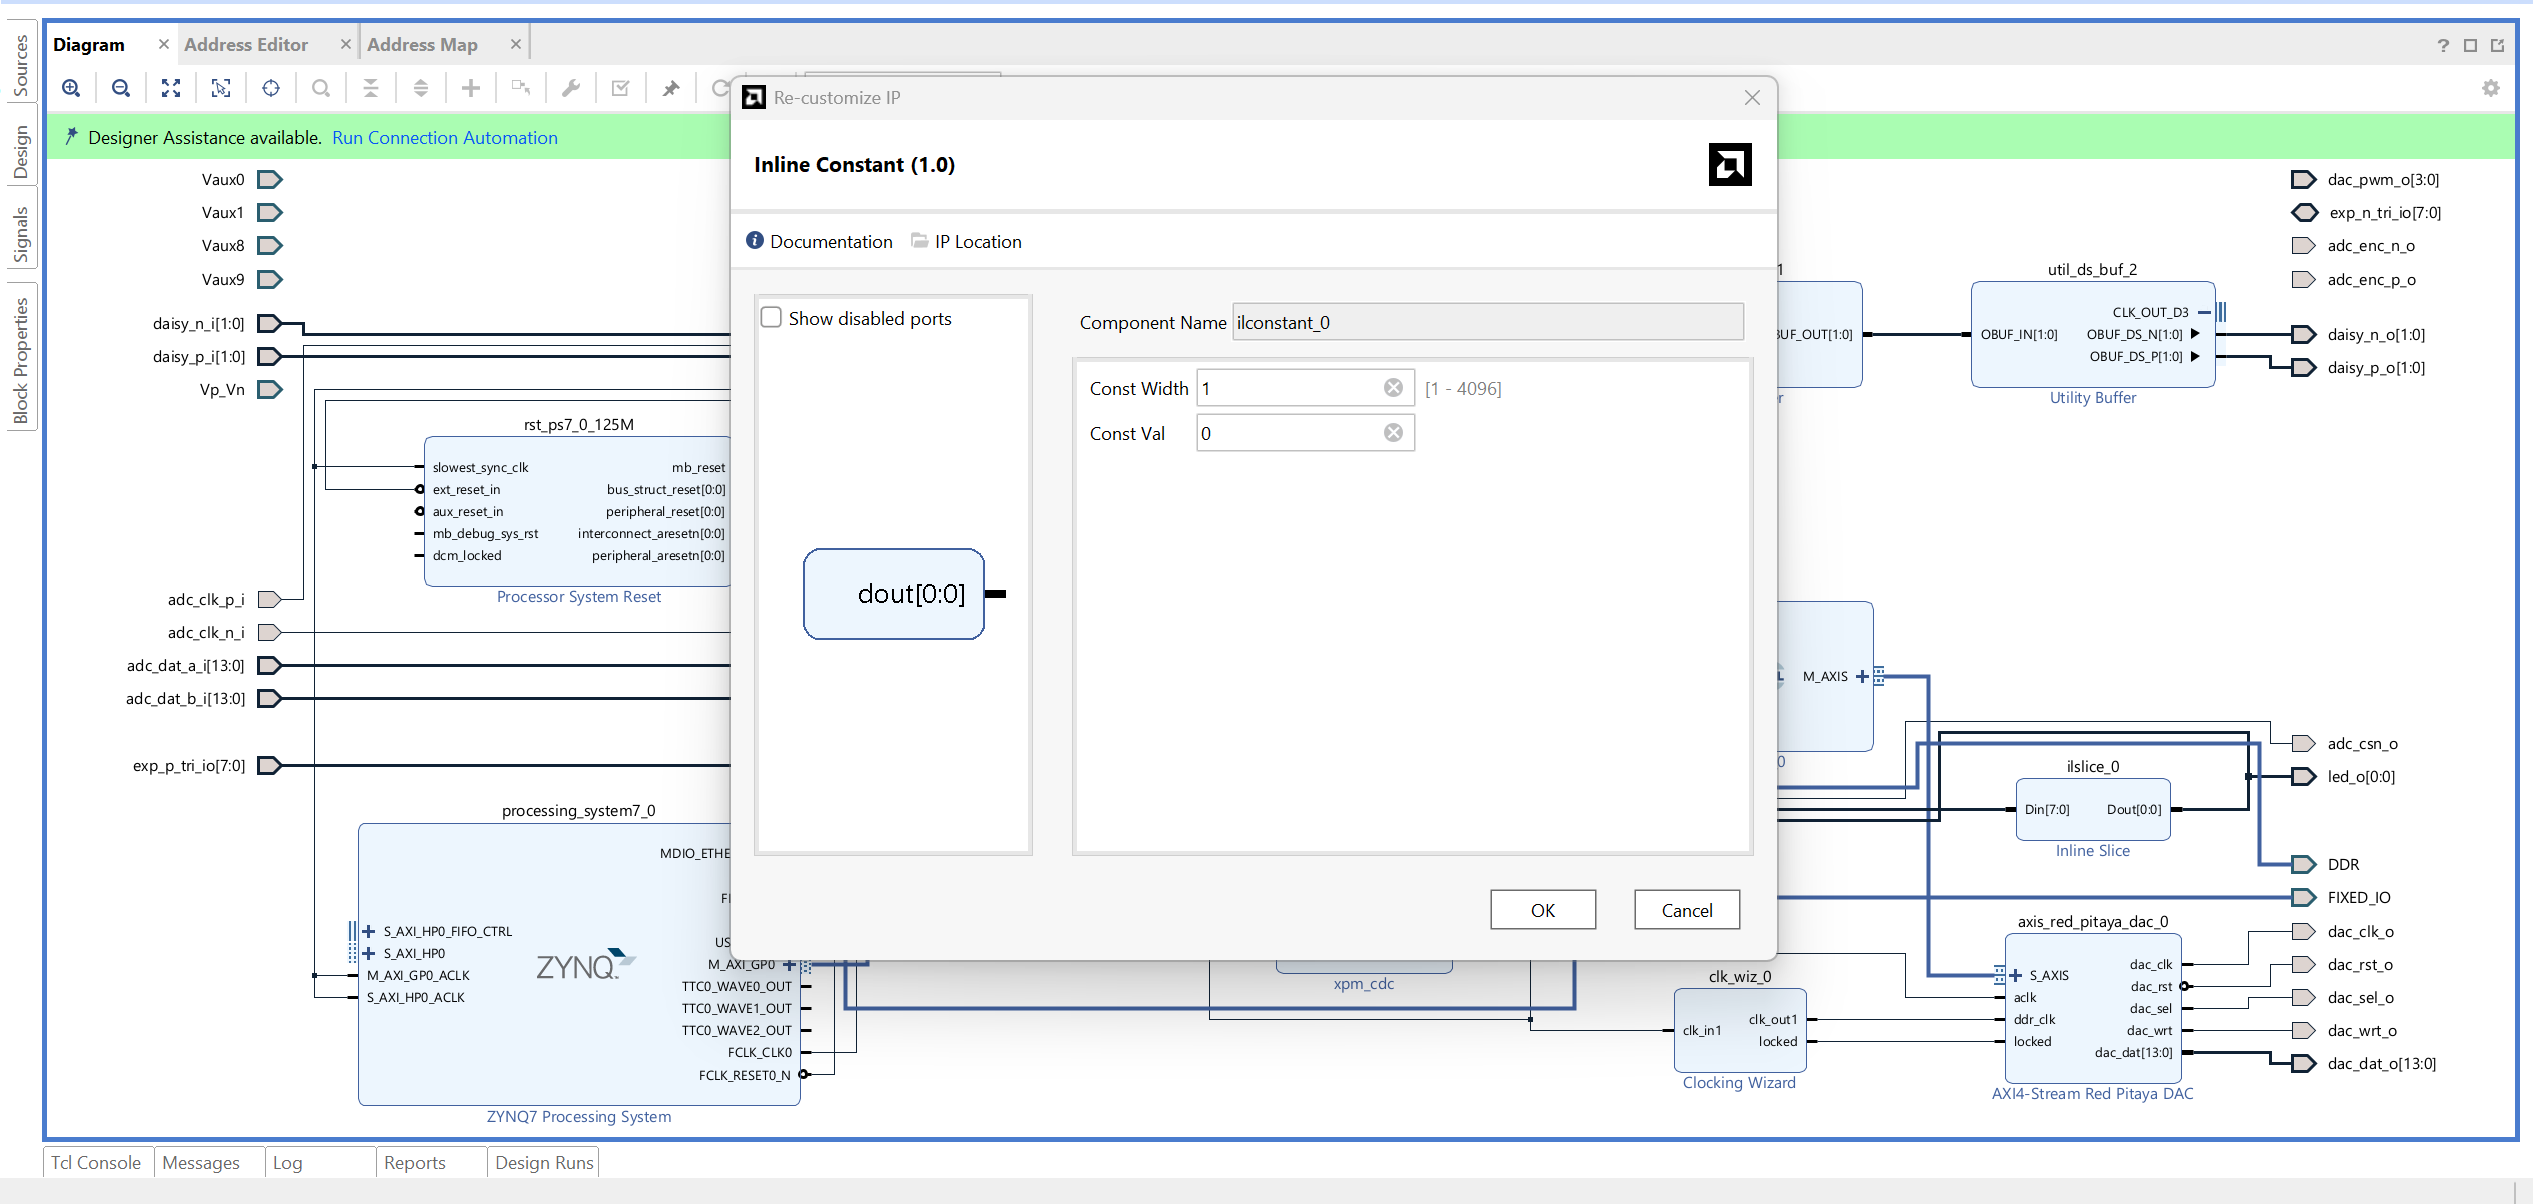 Sources
Design
Signals
Block Properties
Diagram
Address Editor
Address Map
Designer Assistance available. Run Connection Automation
Vaux0
Vaux1
Vaux8
Vaux9
daisy_n_i[1:0]
daisy_p_i[1:0]
Vp_Vn
rst_ps7_0_125M
slowest_sync_clk
ext_reset_in
aux_reset_in
mb_debug_sys_rst
dcm_locked
mb_reset
bus_struct_reset[0:0]
peripheral_reset[0:0]
interconnect_aresetn[0:0]
peripheral_aresetn[0:0]
Processor System Reset
adc_clk_p_i
adc_clk_n_i
adc_dat_a_i[13:0]
adc_dat_b_i[13:0]
exp_p_tri_io[7:0]
processing_system7_0
MDIO_ETHE
FI
US
S_AXI_HP0_FIFO_CTRL
S_AXI_HP0
M_AXI_GP0_ACLK
S_AXI_HP0_ACLK
ZYNQ
M_AXI_GP0
TTC0_WAVE0_OUT
TTC0_WAVE1_OUT
TTC0_WAVE2_OUT
FCLK_CLK0
FCLK_RESET0_N
ZYNQ7 Processing System
Re-customize IP
Inline Constant (1.0)
Documentation
IP Location
Show disabled ports
dout[0:0]
Component Name ilconstant_0
Const Width 1 [1 - 4096]
Const Val 0
OK
Cancel
xpm_cdc
1
BUF_OUT[1:0]
r
util_ds_buf_2
OBUF_IN[1:0]
CLK_OUT_D3
OBUF_DS_N[1:0]
OBUF_DS_P[1:0]
Utility Buffer
M_AXIS
0
ilslice_0
Din[7:0]
Dout[0:0]
Inline Slice
clk_wiz_0
clk_in1
clk_out1
locked
Clocking Wizard
axis_red_pitaya_dac_0
S_AXIS
aclk
ddr_clk
locked
dac_clk
dac_rst
dac_sel
dac_wrt
dac_dat[13:0]
AXI4-Stream Red Pitaya DAC
dac_pwm_o[3:0]
exp_n_tri_io[7:0]
adc_enc_n_o
adc_enc_p_o
daisy_n_o[1:0]
daisy_p_o[1:0]
adc_csn_o
led_o[0:0]
DDR
FIXED_IO
dac_clk_o
dac_rst_o
dac_sel_o
dac_wrt_o
dac_dat_o[13:0]
Tcl Console
Messages
Log
Reports
Design Runs